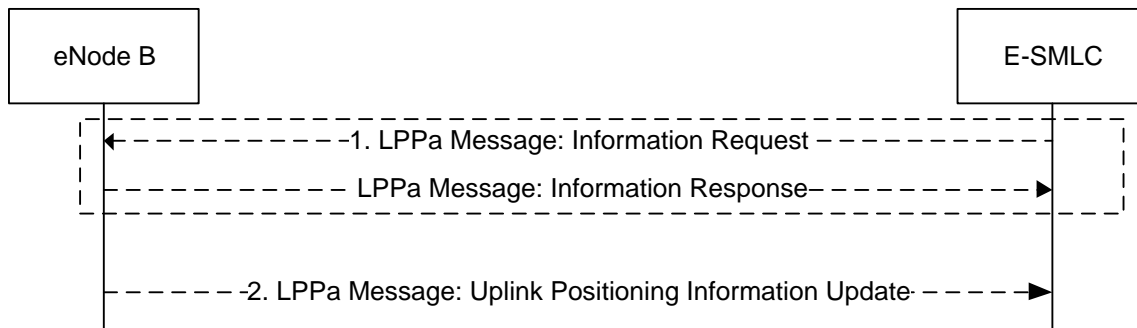 eNode B
E-SMLC
1. LPPa Message: Information Request
LPPa Message: Information Response
2. LPPa Message: Uplink Positioning Information Update